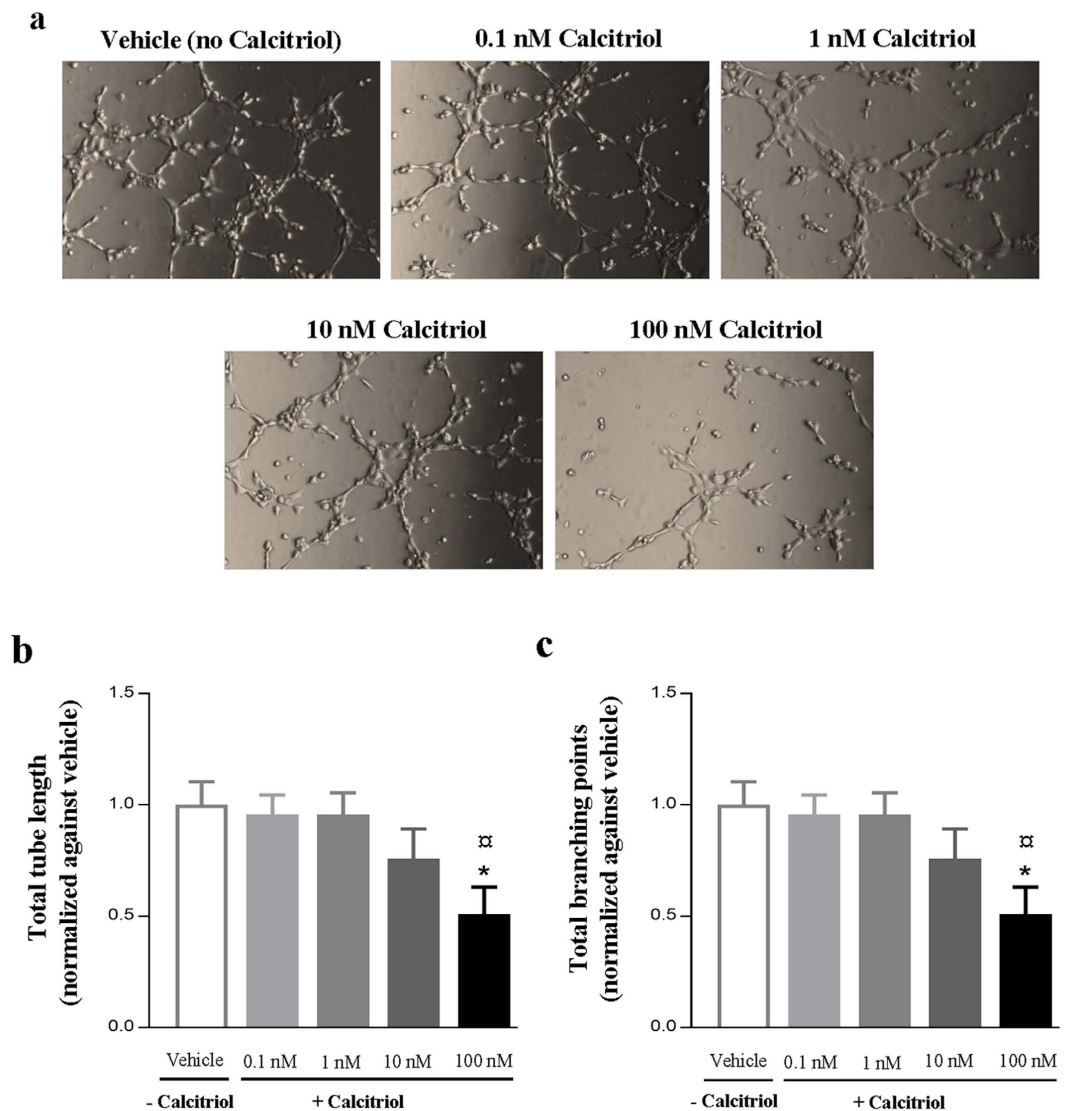 a
Vehicle (no Calcitriol)
0.1 nM Calcitriol
1 nM Calcitriol
10 nM Calcitriol
100 nM Calcitriol
b
Total tube length
(normalized against vehicle)
1.5
1.0
0.5
0.0
¤
*
Vehicle
0.1 nM
1 nM
10 nM
100 nM
- Calcitriol
+ Calcitriol
c
Total branching points
(normalized against vehicle)
1.5
1.0
0.5
0.0
¤
*
Vehicle
0.1 nM
1 nM
10 nM
100 nM
- Calcitriol
+ Calcitriol